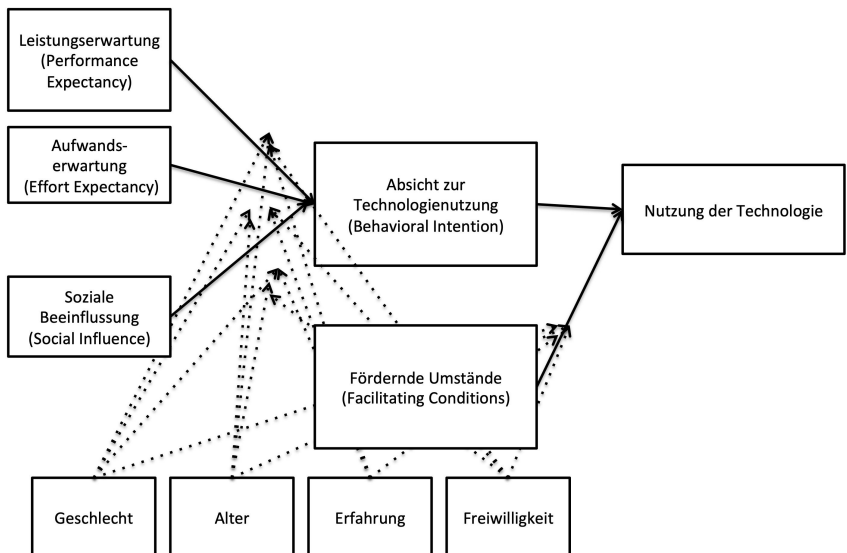 Leistungserwartung
(Performance
Expectancy)
Aufwands-
erwartung
(Effort Expectancy)
Absicht zur
Technologienutzung
(Behavioral Intention)
Nutzung der Technologie
Soziale
Beeinflussung
(Social Influence)
Fördernde Umstände
(Facilitating Conditions)
Geschlecht
Alter
Erfahrung
Freiwilligkeit